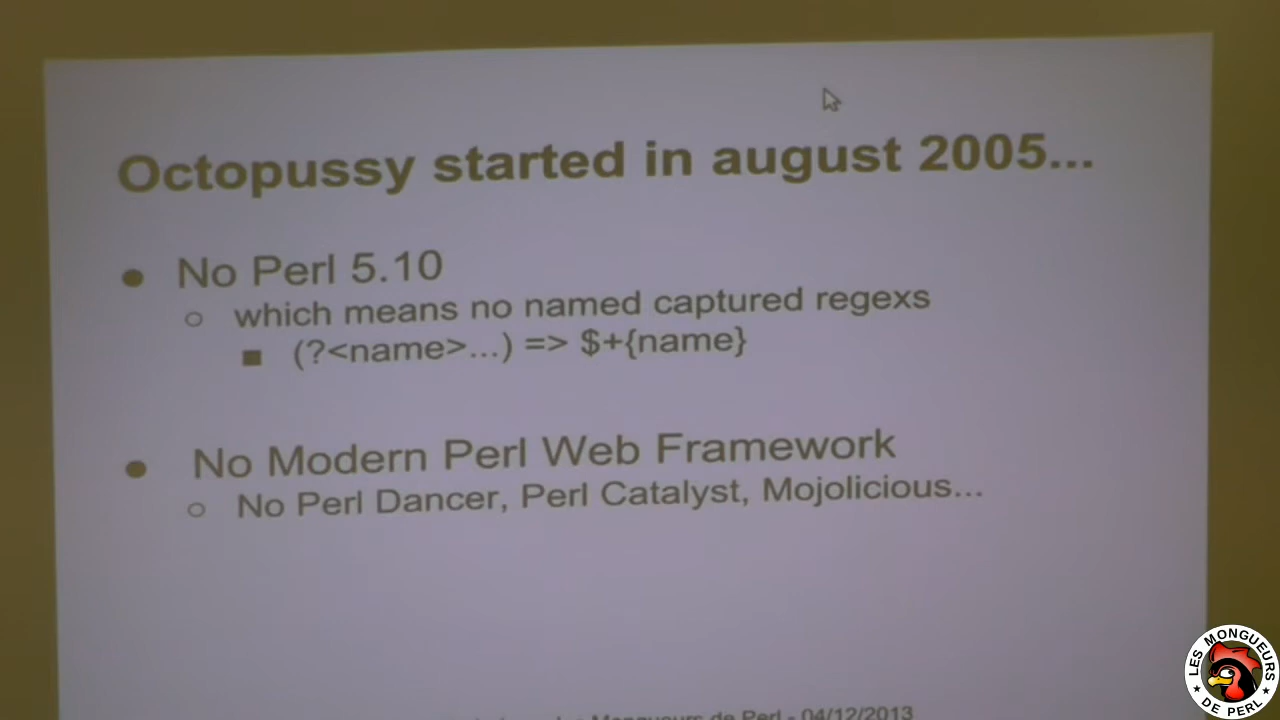 Octopussy started in august 2005...
● No Perl 5.10
○ which means no named captured regexs
■ (?<name>...) => $+{name}
● No Modern Perl Web Framework
○ No Perl Dancer, Perl Catalyst, Mojolicious...
Mongueurs de Perl - 04/12/2013
LES MONGUEURS
DE PERL